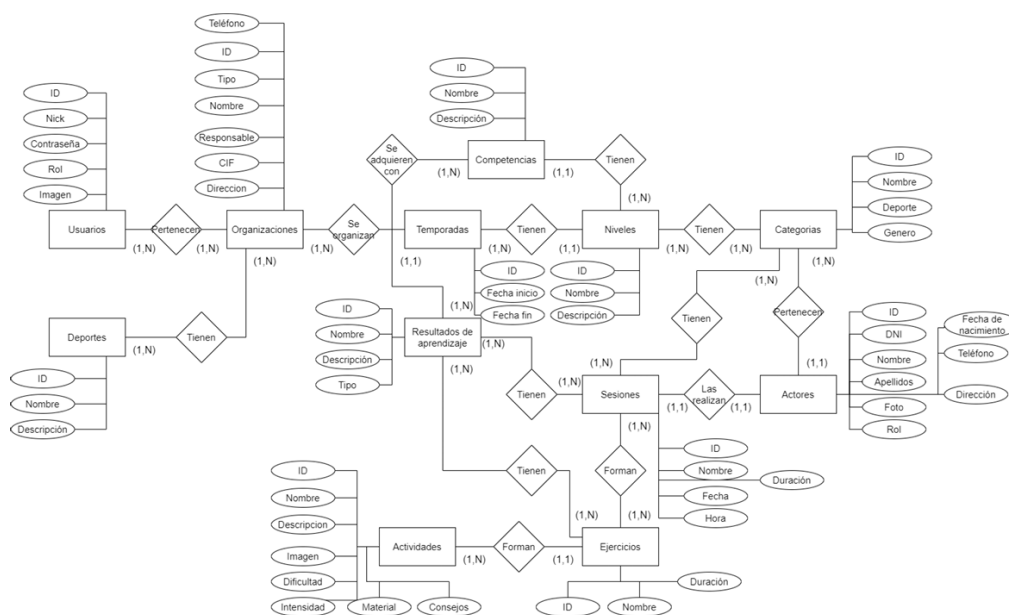 Teléfono
ID
Tipo
Nombre
Responsable
CIF
Direccion
ID
Nombre
Descripción
ID
Nick
Contraseña
Rol
Imagen
Se
adquieren
con
Competencias
Tienen
(1,N)
(1,1)
ID
Nombre
Deporte
Genero
Usuarios
Pertenecen
Organizaciones
Se
organizan
Temporadas
Tienen
Niveles
Tienen
Categorias
(1,N)
(1,N)
(1,N)
(1,1)
(1,N)
(1,1)
(1,N)
(1,N)
(1,N)
(1,N)
(1,N)
(1,N)
ID
Fecha inicio
Fecha fin
ID
Nombre
Descripción
Tienen
Pertenecen
Deportes
(1,N)
Tienen
ID
Nombre
Descripción
ID
Nombre
Descripción
Tipo
(1,N)
Resultados de
aprendizaje
(1,N)
(1,N)
Tienen
(1,N)
(1,N)
Sesiones
(1,1)
Las
realizan
(1,1)
(1,1)
Actores
ID
DNI
Nombre
Apellidos
Foto
Rol
Fecha de
nacimiento
Teléfono
Dirección
(1,N)
Forman
(1,N)
ID
Nombre
Duración
Fecha
Hora
Tienen
(1,N)
ID
Nombre
Descripcion
Imagen
Dificultad
Intensidad
Material
Consejos
Actividades
(1,N)
Forman
(1,1)
Ejercicios
ID
Nombre
Duración